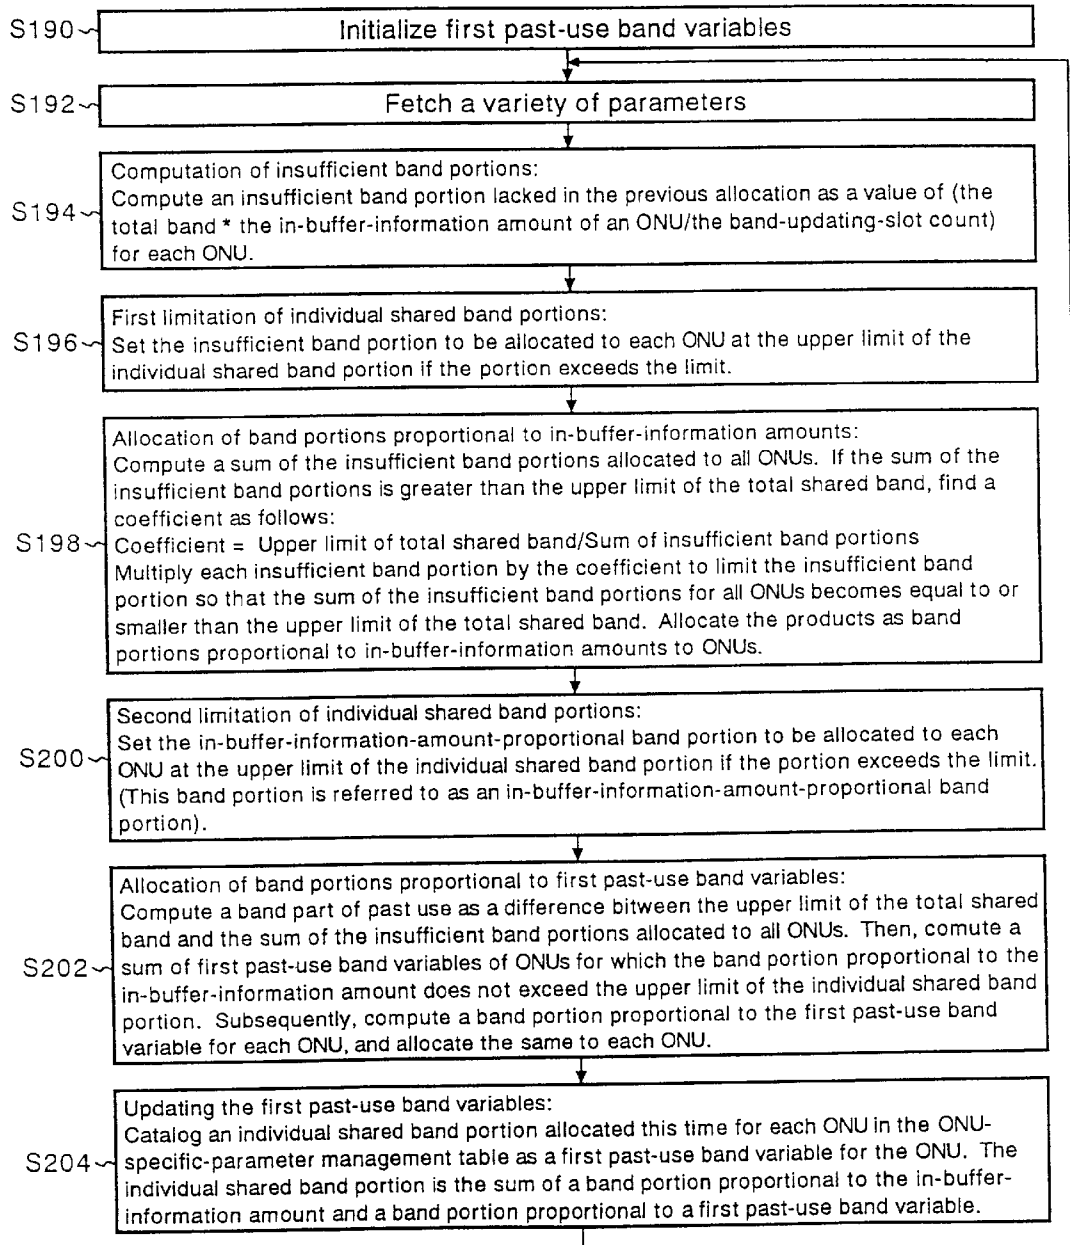 S190
Initialize first past-use band variables
S192
Fetch a variety of parameters
S194
Computation of insufficient band portions:
Compute an insufficient band portion lacked in the previous allocation as a value of (the
total band * the in-buffer-information amount of an ONU/the band-updating-slot count)
for each ONU.
S196
First limitation of individual shared band portions:
Set the insufficient band portion to be allocated to each ONU at the upper limit of the
individual shared band portion if the portion exceeds the limit.
S198
Allocation of band portions proportional to in-buffer-information amounts:
Compute a sum of the insufficient band portions allocated to all ONUs. If the sum of the
insufficient band portions is greater than the upper limit of the total shared band, find a
coefficient as follows:
Coefficient = Upper limit of total shared band/Sum of insufficient band portions
Multiply each insufficient band portion by the coefficient to limit the insufficient band
portion so that the sum of the insufficient band portions for all ONUs becomes equal to or
smaller than the upper limit of the total shared band. Allocate the products as band
portions proportional to in-buffer-information amounts to ONUs.
S200
Second limitation of individual shared band portions:
Set the in-buffer-information-amount-proportional band portion to be allocated to each
ONU at the upper limit of the individual shared band portion if the portion exceeds the limit.
(This band portion is referred to as an in-buffer-information-amount-proportional band
portion).
S202
Allocation of band portions proportional to first past-use band variables:
Compute a band part of past use as a difference bitween the upper limit of the total shared
band and the sum of the insufficient band portions allocated to all ONUs. Then, comute a
sum of first past-use band variables of ONUs for which the band portion proportional to the
in-buffer-information amount does not exceed the upper limit of the individual shared band
portion. Subsequently, compute a band portion proportional to the first past-use band
variable for each ONU, and allocate the same to each ONU.
S204
Updating the first past-use band variables:
Catalog an individual shared band portion allocated this time for each ONU in the ONU-
specific-parameter management table as a first past-use band variable for the ONU. The
individual shared band portion is the sum of a band portion proportional to the in-buffer-
information amount and a band portion proportional to a first past-use band variable.